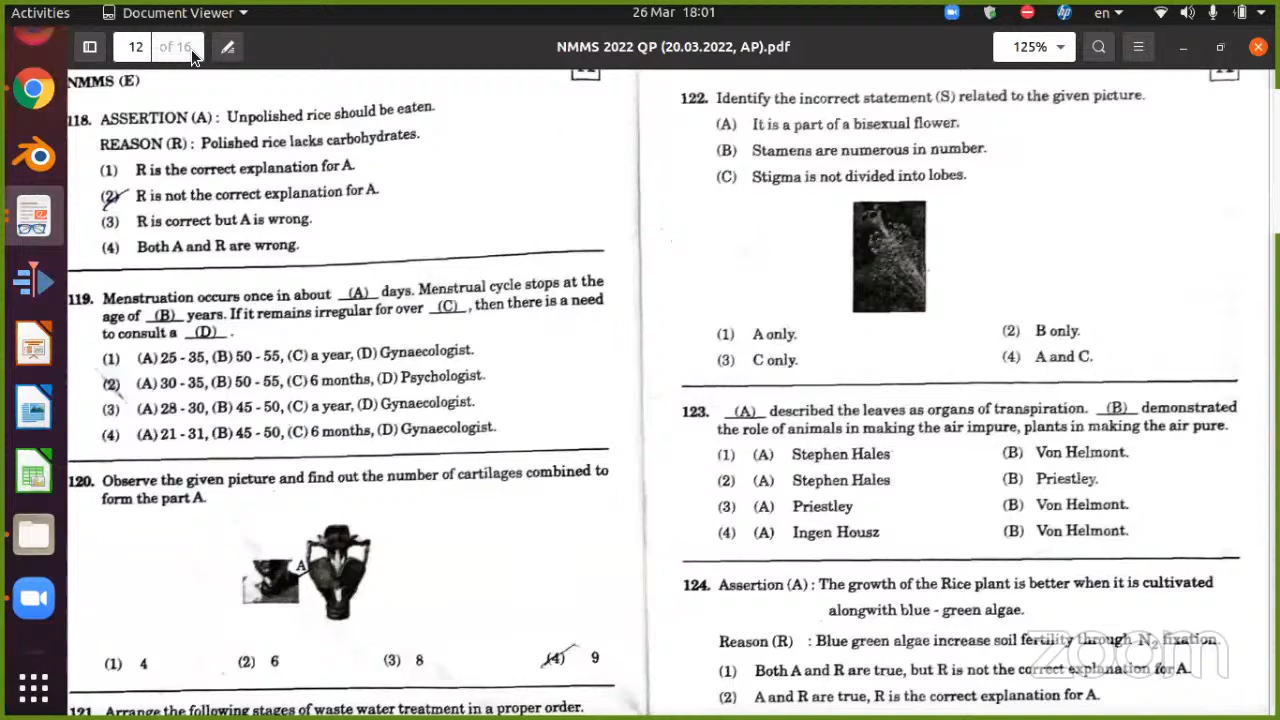 Activities
Document Viewer
26 Mar 18:01
en
12 of 16
NMMS 2022 QP (20.03.2022, AP).pdf
125%
NMMS (E)
118. ASSERTION (A) : Unpolished rice should be eaten.
REASON (R) : Polished rice lacks carbohydrates.
(1) R is the correct explanation for A.
(2) R is not the correct explanation for A.
(3) R is correct but A is wrong.
(4) Both A and R are wrong.
119. Menstruation occurs once in about (A) days. Menstrual cycle stops at the
age of (B) years. If it remains irregular for over (C) , then there is a need
to consult a (D) .
(1) (A) 25 - 35, (B) 50 - 55, (C) a year, (D) Gynaecologist.
(2) (A) 30 - 35, (B) 50 - 55, (C) 6 months, (D) Psychologist.
(3) (A) 28 - 30, (B) 45 - 50, (C) a year, (D) Gynaecologist.
(4) (A) 21 - 31, (B) 45 - 50, (C) 6 months, (D) Gynaecologist.
120. Observe the given picture and find out the number of cartilages combined to
form the part A.
A
(1) 4 (2) 6 (3) 8 (4) 9
121. Arrange the following stages of waste water treatment in a proper order.
122. Identify the incorrect statement (S) related to the given picture.
(A) It is a part of a bisexual flower.
(B) Stamens are numerous in number.
(C) Stigma is not divided into lobes.
(1) A only. (2) B only.
(3) C only. (4) A and C.
123. (A) described the leaves as organs of transpiration. (B) demonstrated
the role of animals in making the air impure, plants in making the air pure.
(1) (A) Stephen Hales (B) Von Helmont.
(2) (A) Stephen Hales (B) Priestley.
(3) (A) Priestley (B) Von Helmont.
(4) (A) Ingen Housz (B) Von Helmont.
124. Assertion (A) : The growth of the Rice plant is better when it is cultivated
alongwith blue - green algae.
Reason (R) : Blue green algae increase soil fertility through N₂ fixation.
(1) Both A and R are true, but R is not the correct explanation for A.
(2) A and R are true, R is the correct explanation for A.
zoom